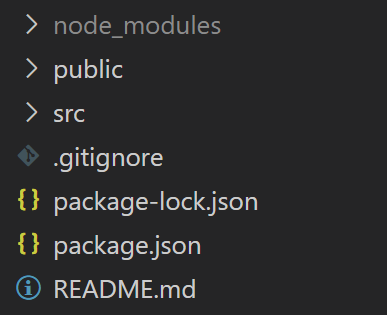 node_modules
public
src
.gitignore
package-lock.json
package.json
README.md